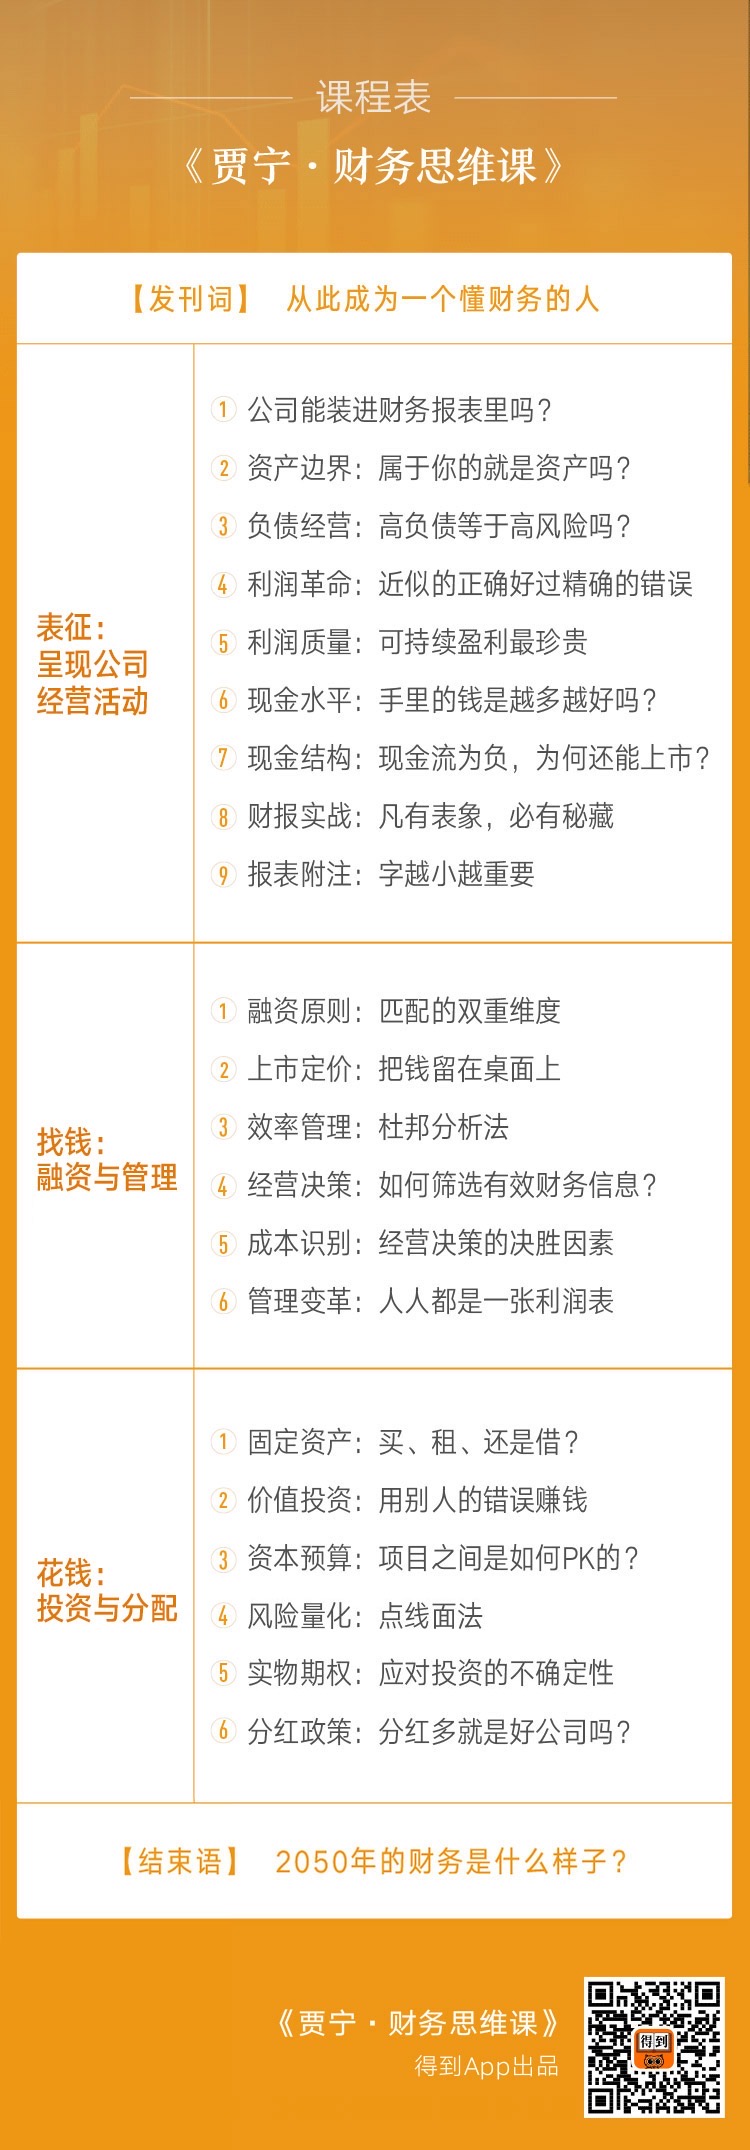 课程表
《贾宁·财务思维课》
【发刊词】 从此成为一个懂财务的人
表征：
呈现公司
经营活动
① 公司能装进财务报表里吗？
② 资产边界：属于你的就是资产吗？
③ 负债经营：高负债等于高风险吗？
④ 利润革命：近似的正确好过精确的错误
⑤ 利润质量：可持续盈利最珍贵
⑥ 现金水平：手里的钱是越多越好吗？
⑦ 现金结构：现金流为负，为何还能上市？
⑧ 财报实战：凡有表象，必有秘藏
⑨ 报表附注：字越小越重要
找钱：
融资与管理
① 融资原则：匹配的双重维度
② 上市定价：把钱留在桌面上
③ 效率管理：杜邦分析法
④ 经营决策：如何筛选有效财务信息？
⑤ 成本识别：经营决策的决胜因素
⑥ 管理变革：人人都是一张利润表
花钱：
投资与分配
① 固定资产：买、租、还是借？
② 价值投资：用别人的错误赚钱
③ 资本预算：项目之间是如何PK的？
④ 风险量化：点线面法
⑤ 实物期权：应对投资的不确定性
⑥ 分红政策：分红多就是好公司吗？
【结束语】 2050年的财务是什么样子？
《贾宁·财务思维课》
得到App出品
得到